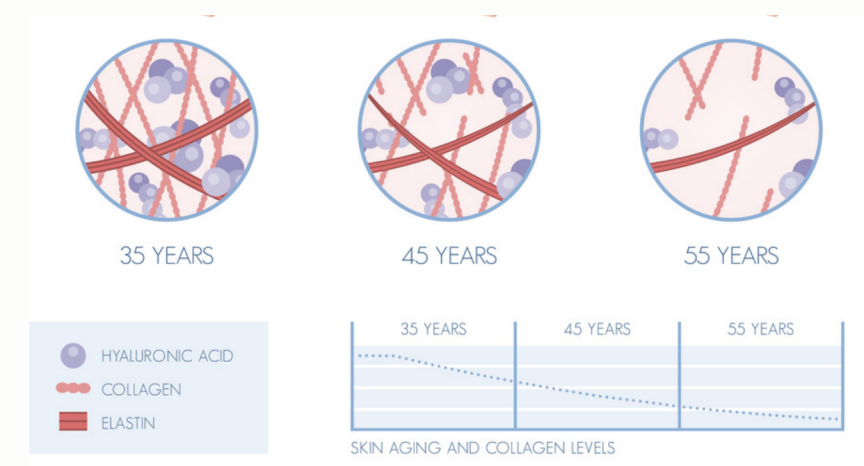 35 YEARS
45 YEARS
55 YEARS
HYALURONIC ACID
COLLAGEN
ELASTIN
35 YEARS
45 YEARS
55 YEARS
SKIN AGING AND COLLAGEN LEVELS